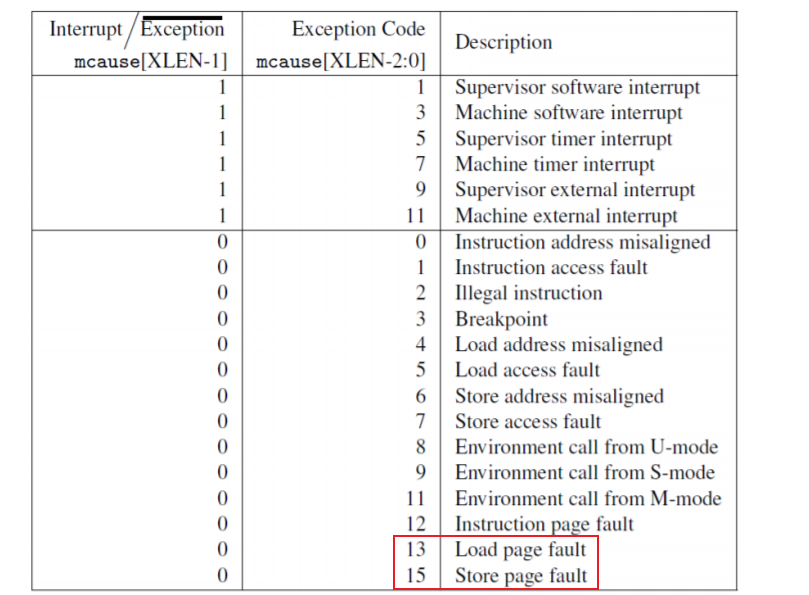 Interrupt / Exception Exception Code Description
mcause[XLEN-1] mcause[XLEN-2:0]
1 1 Supervisor software interrupt
1 3 Machine software interrupt
1 5 Supervisor timer interrupt
1 7 Machine timer interrupt
1 9 Supervisor external interrupt
1 11 Machine external interrupt
0 0 Instruction address misaligned
0 1 Instruction access fault
0 2 Illegal instruction
0 3 Breakpoint
0 4 Load address misaligned
0 5 Load access fault
0 6 Store address misaligned
0 7 Store access fault
0 8 Environment call from U-mode
0 9 Environment call from S-mode
0 11 Environment call from M-mode
0 12 Instruction page fault
0 13 Load page fault
0 15 Store page fault